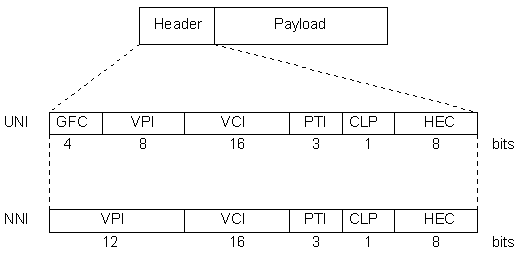 Header Payload
UNI GFC VPI VCI PTI CLP HEC
4 8 16 3 1 8 bits
NNI VPI VCI PTI CLP HEC
12 16 3 1 8 bits